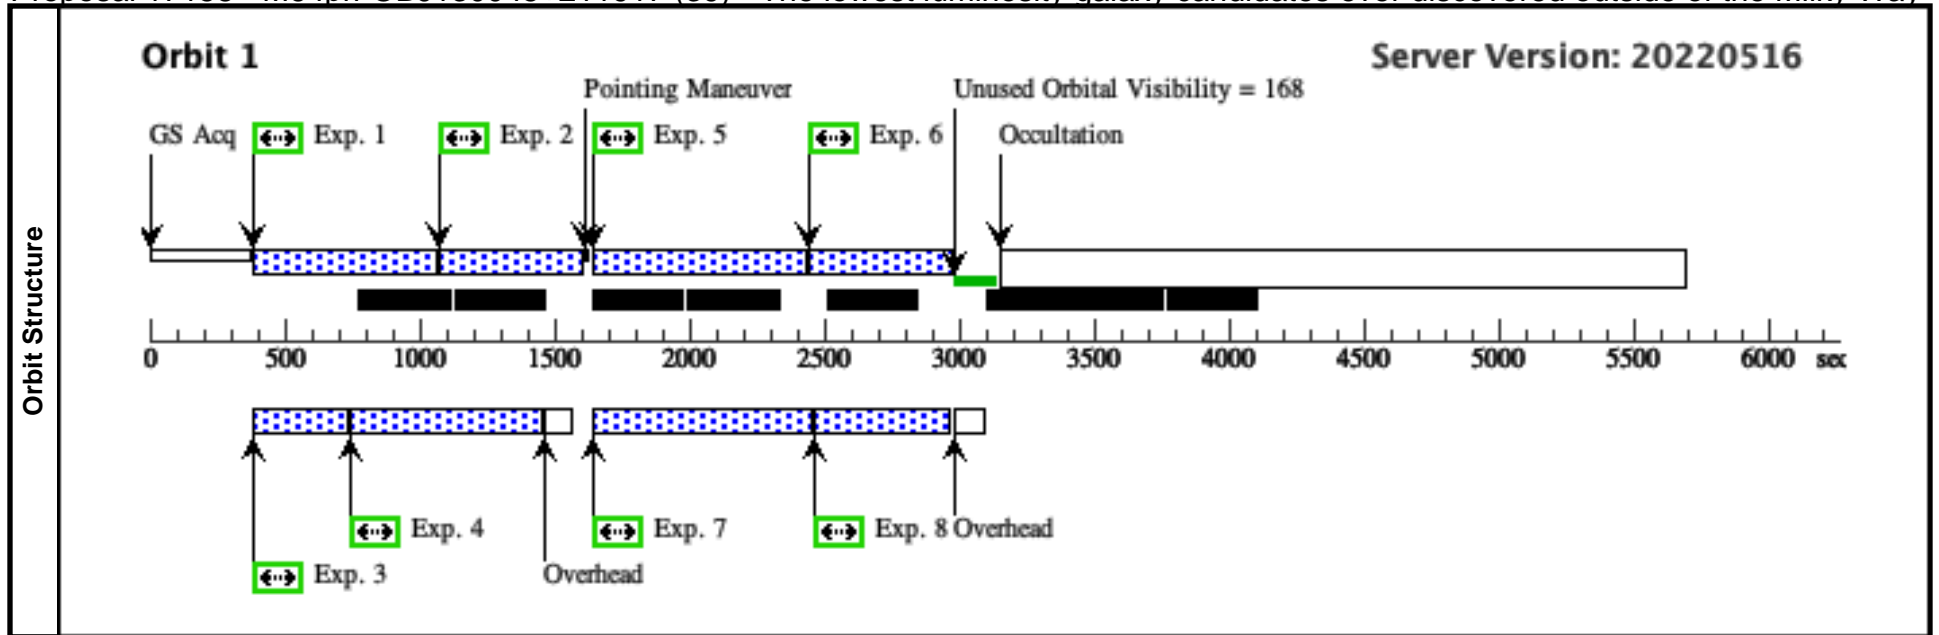 Orbit 1
Server Version: 20220516
Pointing Maneuver
Unused Orbital Visibility = 168
GS Acq
Exp. 1
Exp. 2
Exp. 5
Exp. 6
Occultation
Orbit Structure
0 500 1000 1500 2000 2500 3000 3500 4000 4500 5000 5500 6000 sec
Exp. 4
Exp. 7
Exp. 8
Overhead
Exp. 3
Overhead